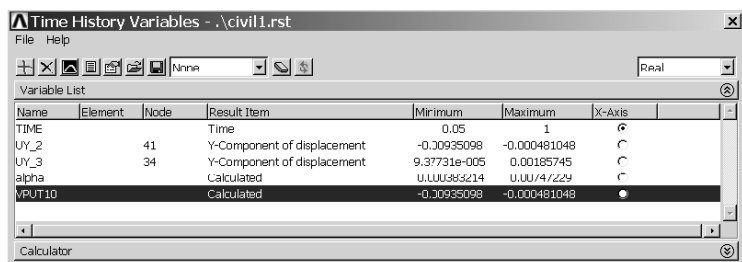 Time History Variables - .\civil1.rst
File Help
None Real
Variable List
Name Element Node Result Item Minimum Maximum X-Axis
TIME Time 0.05 1
UY_2 41 Y-Component of displacement -0.00935098 -0.000481048
UY_3 34 Y-Component of displacement 9.37731e-005 0.00185745
alpha Calculated 0.000383214 0.00747229
VPUT10 Calculated -0.00935098 -0.000481048
Calculator